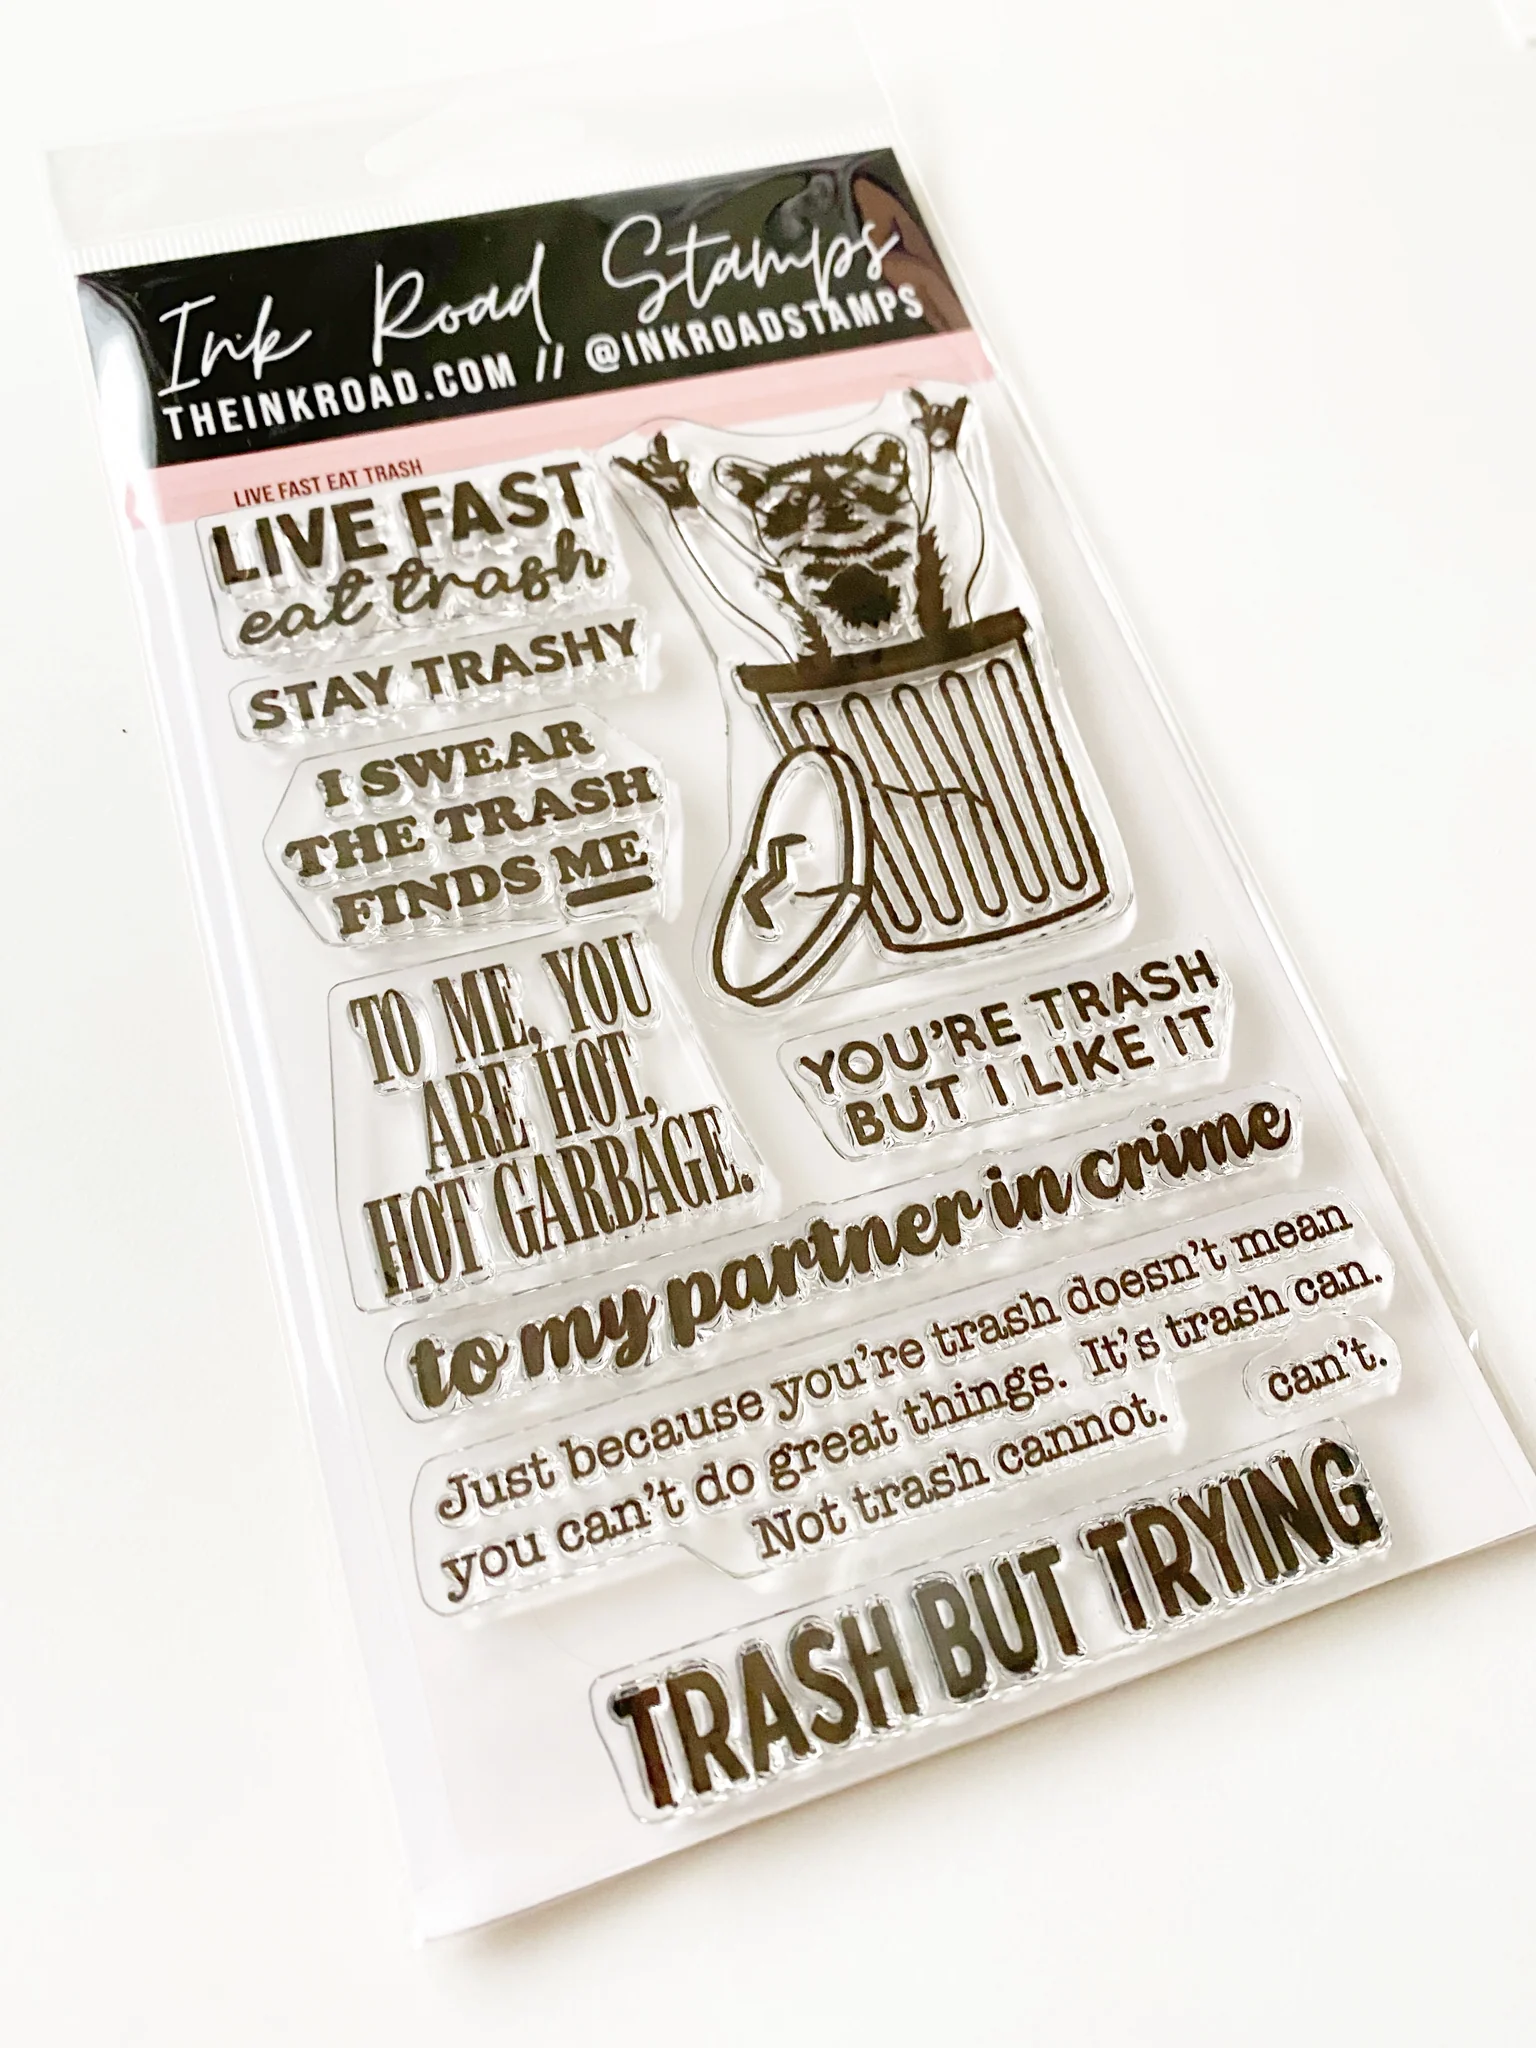 Ink Road Stamps
THEINKROAD.COM // @INKROADSTAMPS
LIVE FAST EAT TRASH
LIVE FAST
eat trash
STAY TRASHY
I SWEAR
THE TRASH
FINDS ME
TO ME, YOU
ARE HOT,
HOT GARBAGE.
YOU'RE TRASH
BUT I LIKE IT
to my partner in crime
Just because you're trash doesn't mean
you can't do great things. It's trash can.
Not trash cannot.
can't.
TRASH BUT TRYING